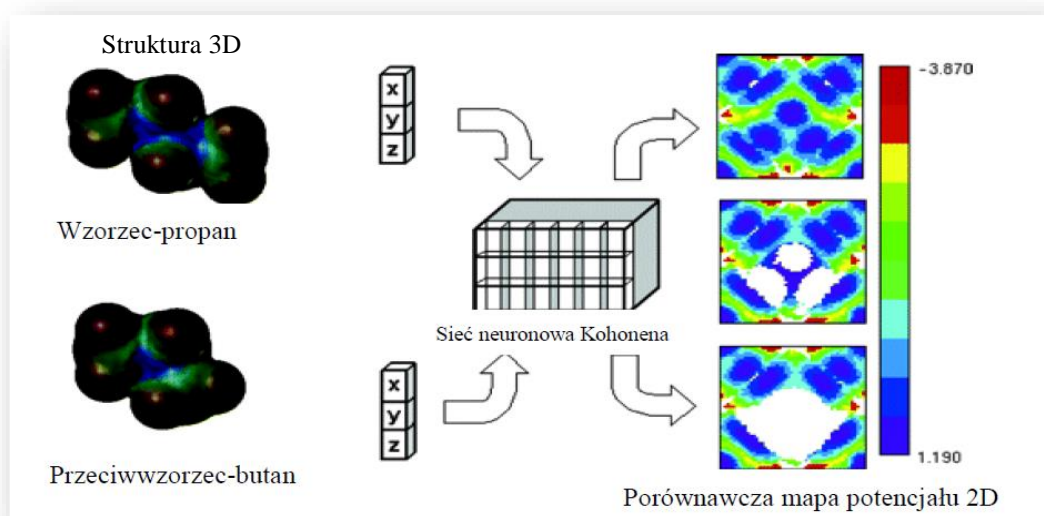 Struktura 3D
Wzorzec-propan
Przeciwwzorzec-butan
x
y
z
x
y
z
Sieć neuronowa Kohonena
-3.870
1.190
Porównawcza mapa potencjału 2D